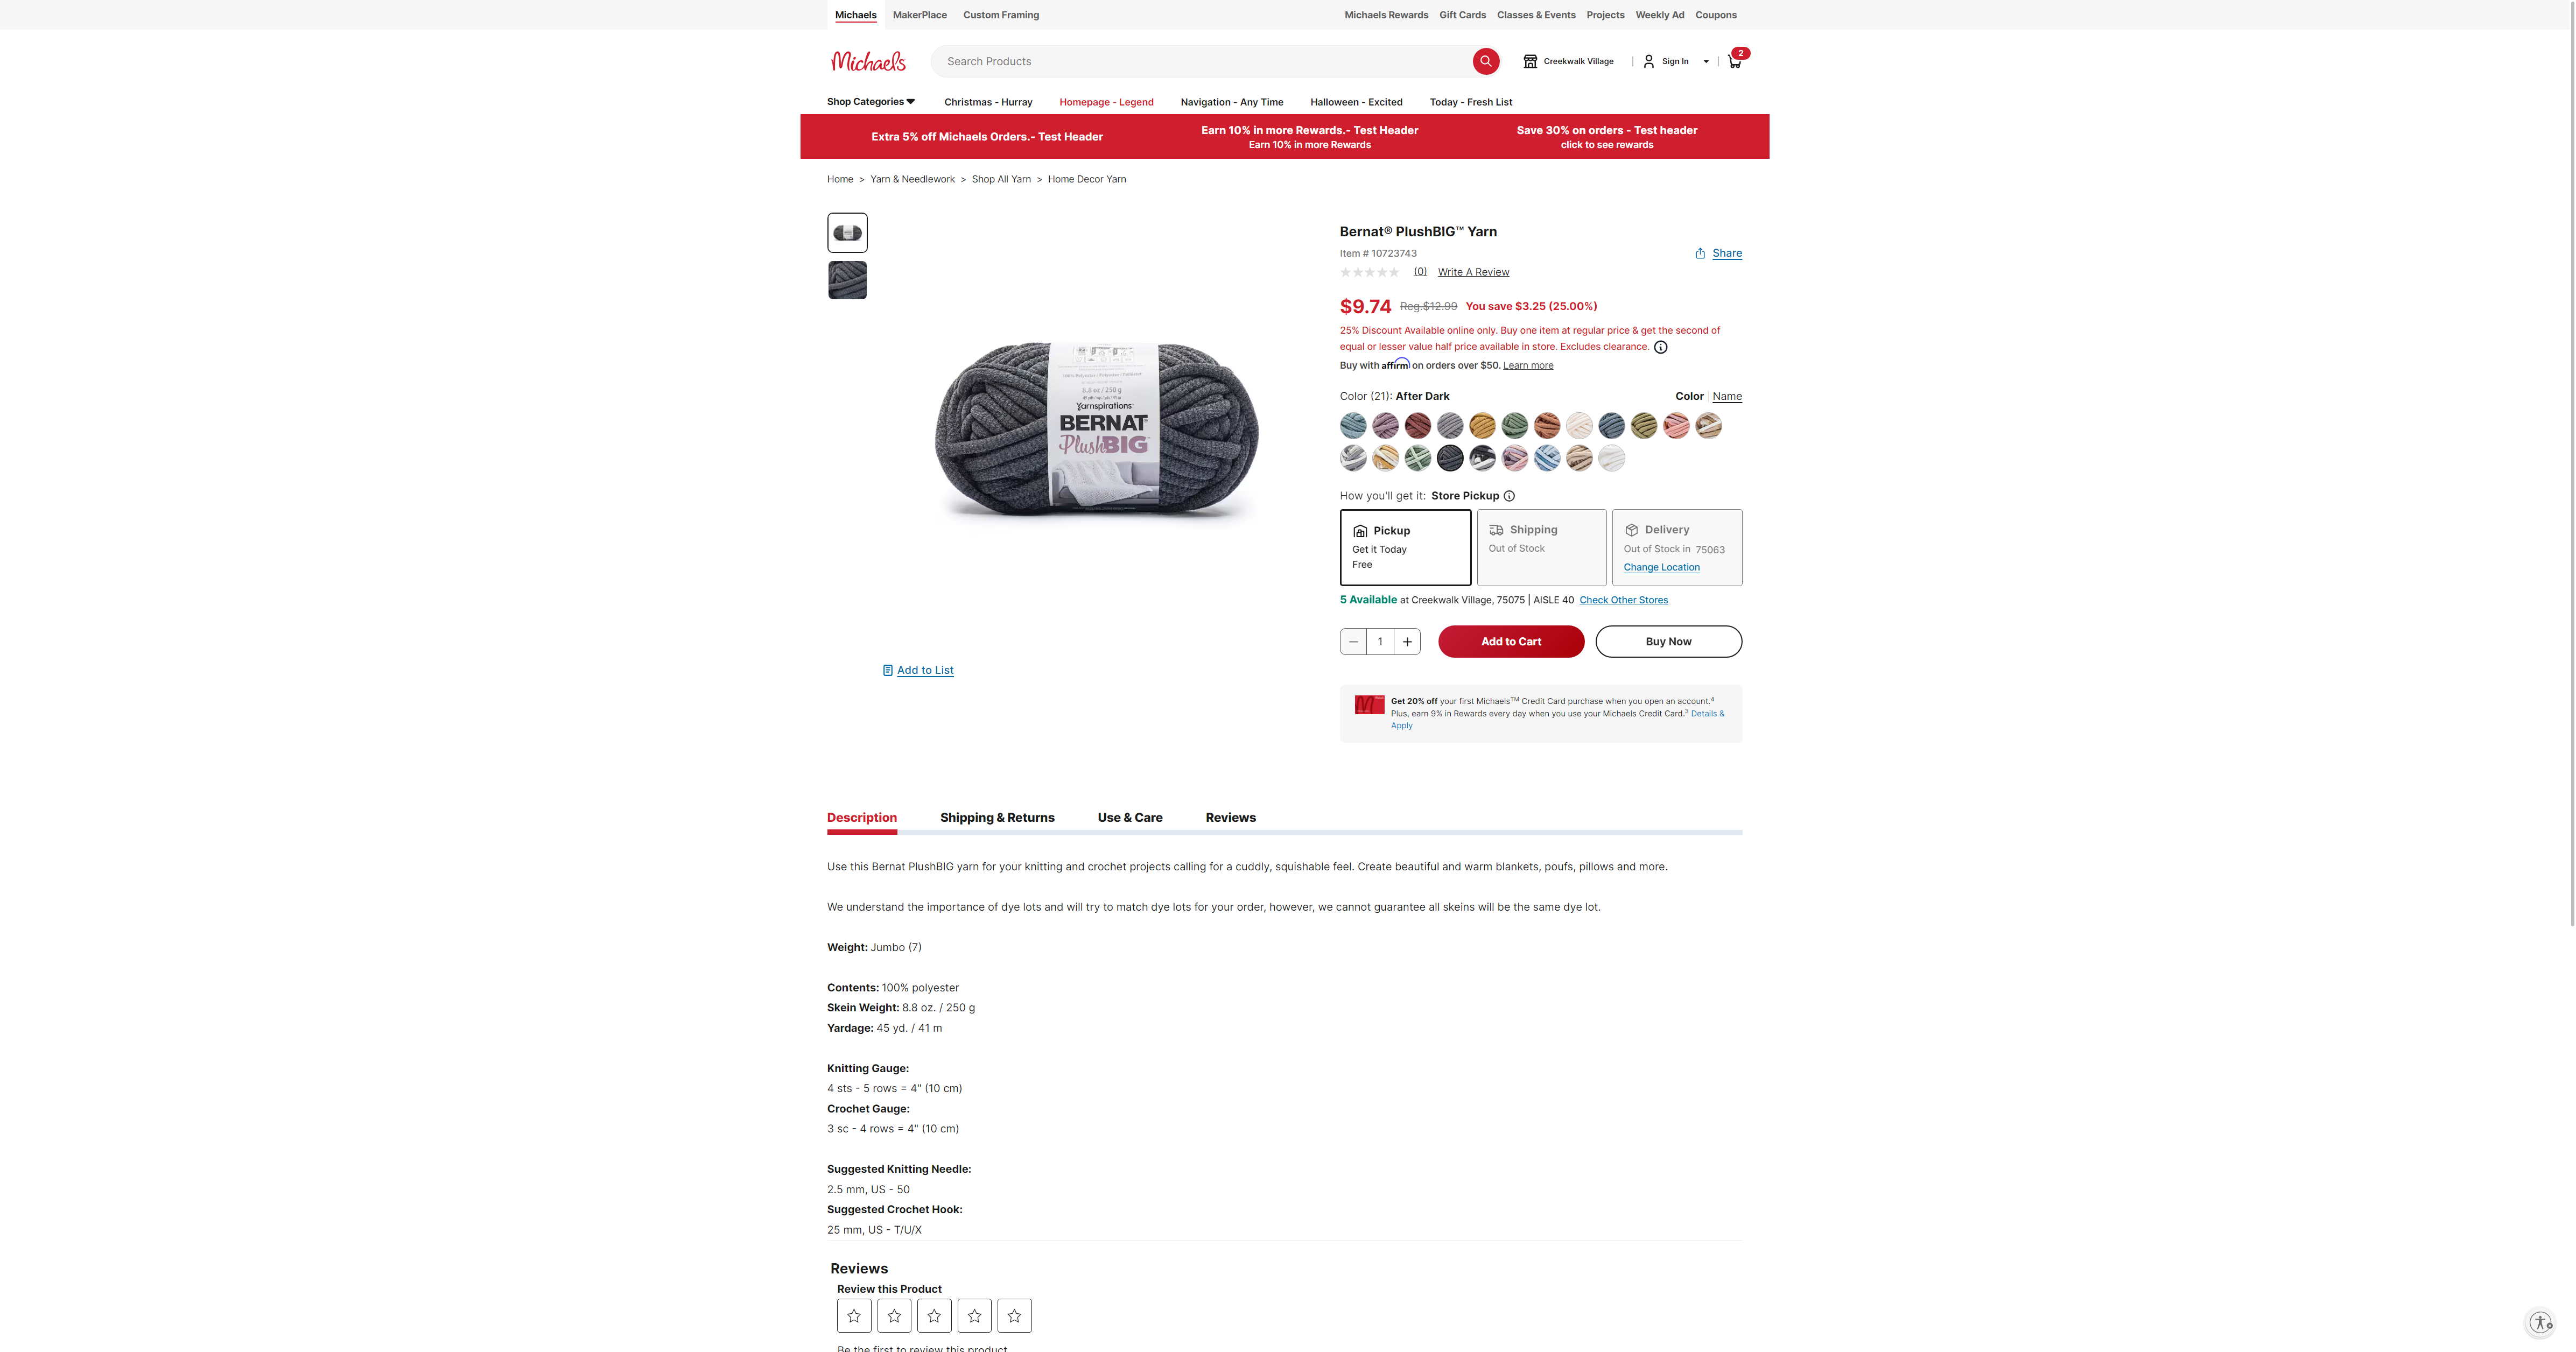 Michaels MakerPlace Custom Framing Michaels Rewards Gift Cards Classes & Events Projects Weekly Ad Coupons
Michaels Search Products Creekwalk Village | Sign In | 2
Shop Categories Christmas - Hurray Homepage - Legend Navigation - Any Time Halloween - Excited Today - Fresh List
Extra 5% off Michaels Orders.- Test Header
Earn 10% in more Rewards.- Test Header
Earn 10% in more Rewards
Save 30% on orders - Test header
click to see rewards
Home > Yarn & Needlework > Shop All Yarn > Home Decor Yarn
8.8 oz / 250 g
Yarnspirations
BERNAT
PlushBIG
Add to List
Bernat® PlushBIG™ Yarn
Item # 10723743 Share
(0) Write A Review
$9.74 Reg.$12.99 You save $3.25 (25.00%)
25% Discount Available online only. Buy one item at regular price & get the second of
equal or lesser value half price available in store. Excludes clearance.
Buy with affirm on orders over $50. Learn more
Color (21): After Dark Color | Name
How you'll get it: Store Pickup
Pickup
Get it Today
Free
Shipping
Out of Stock
Delivery
Out of Stock in 75063
Change Location
5 Available at Creekwalk Village, 75075 | AISLE 40 Check Other Stores
1 Add to Cart Buy Now
Get 20% off your first Michaels™ Credit Card purchase when you open an account.4
Plus, earn 9% in Rewards every day when you use your Michaels Credit Card.3 Details &
Apply
Description Shipping & Returns Use & Care Reviews
Use this Bernat PlushBIG yarn for your knitting and crochet projects calling for a cuddly, squishable feel. Create beautiful and warm blankets, poufs, pillows and more.
We understand the importance of dye lots and will try to match dye lots for your order, however, we cannot guarantee all skeins will be the same dye lot.
Weight: Jumbo (7)
Contents: 100% polyester
Skein Weight: 8.8 oz. / 250 g
Yardage: 45 yd. / 41 m
Knitting Gauge:
4 sts - 5 rows = 4" (10 cm)
Crochet Gauge:
3 sc - 4 rows = 4" (10 cm)
Suggested Knitting Needle:
2.5 mm, US - 50
Suggested Crochet Hook:
25 mm, US - T/U/X
Reviews
Review this Product
Be the first to review this product